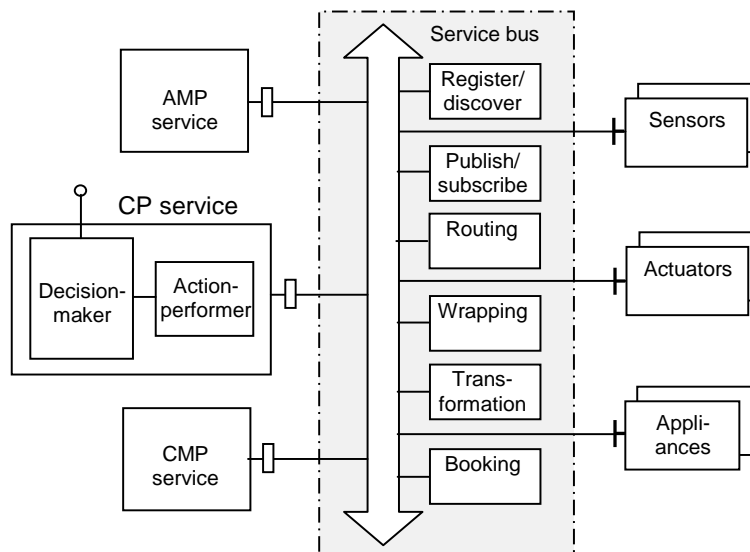 Service bus
AMP
service
Register/
discover
Sensors
Publish/
subscribe
CP service
Routing
Decision-
maker
Action-
performer
Actuators
Wrapping
Trans-
formation
Appli-
ances
CMP
service
Booking